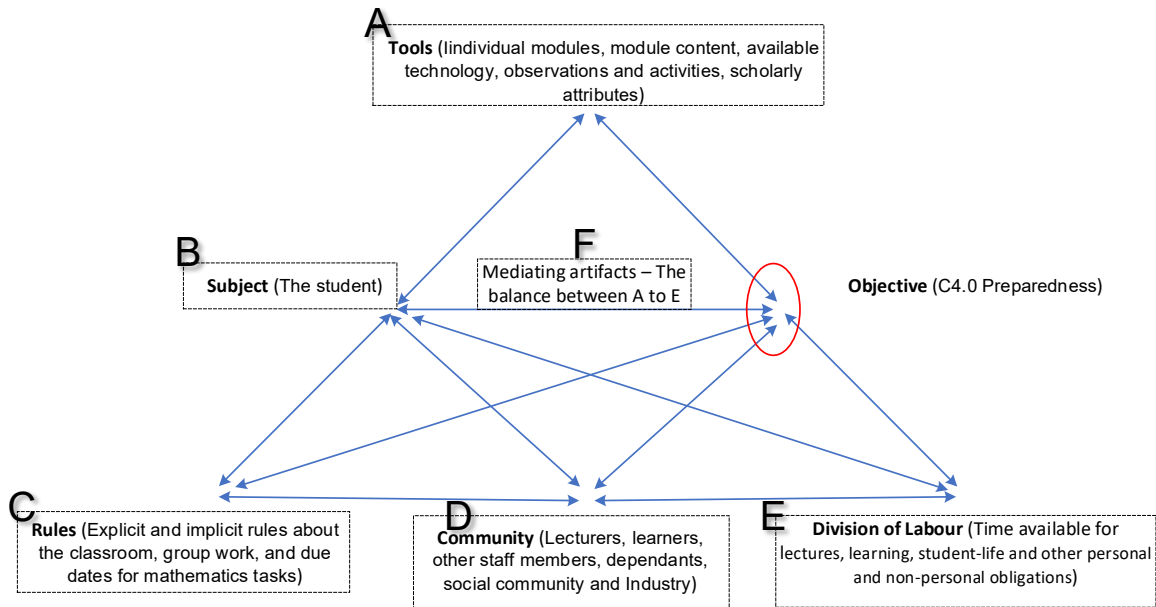 A
Tools (Iindividual modules, module content, available
technology, observations and activities, scholarly
attributes)
B
Subject (The student)
F
Mediating artifacts – The
balance between A to E
Objective (C4.0 Preparedness)
C
Rules (Explicit and implicit rules about
the classroom, group work, and due
dates for mathematics tasks)
D
Community (Lecturers, learners,
other staff members, dependants,
social community and Industry)
E
Division of Labour (Time available for
lectures, learning, student-life and other personal
and non-personal obligations)